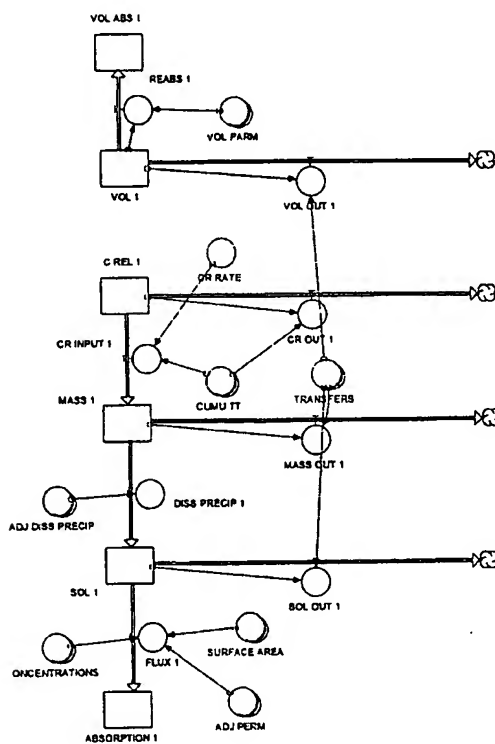 VOL ABS 1
REABS 1
VOL PARM
VOL 1
VOL OUT 1
C REL 1
CR RATE
CR INPUT 1
CR OUT 1
MASS 1
CUMU TT
TRANSFERS
MASS OUT 1
ADJ DISS PRECIP
DISS PRECIP 1
SOL 1
SOL OUT 1
ONCENTRATIONS
FLUX 1
SURFACE AREA
ADJ PERM
ABSORPTION 1